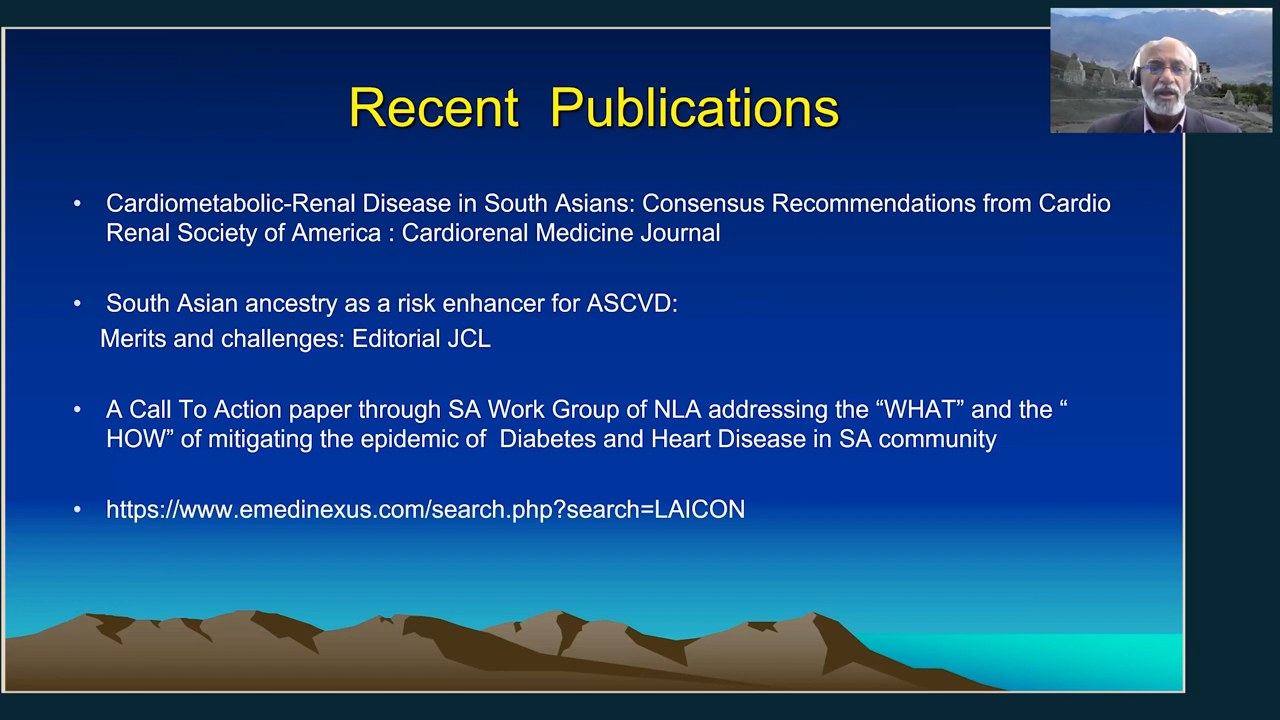 Recent Publications
• Cardiometabolic-Renal Disease in South Asians: Consensus Recommendations from Cardio
Renal Society of America : Cardiorenal Medicine Journal
• South Asian ancestry as a risk enhancer for ASCVD:
Merits and challenges: Editorial JCL
• A Call To Action paper through SA Work Group of NLA addressing the “WHAT” and the “
HOW” of mitigating the epidemic of Diabetes and Heart Disease in SA community
• https://www.emedinexus.com/search.php?search=LAICON